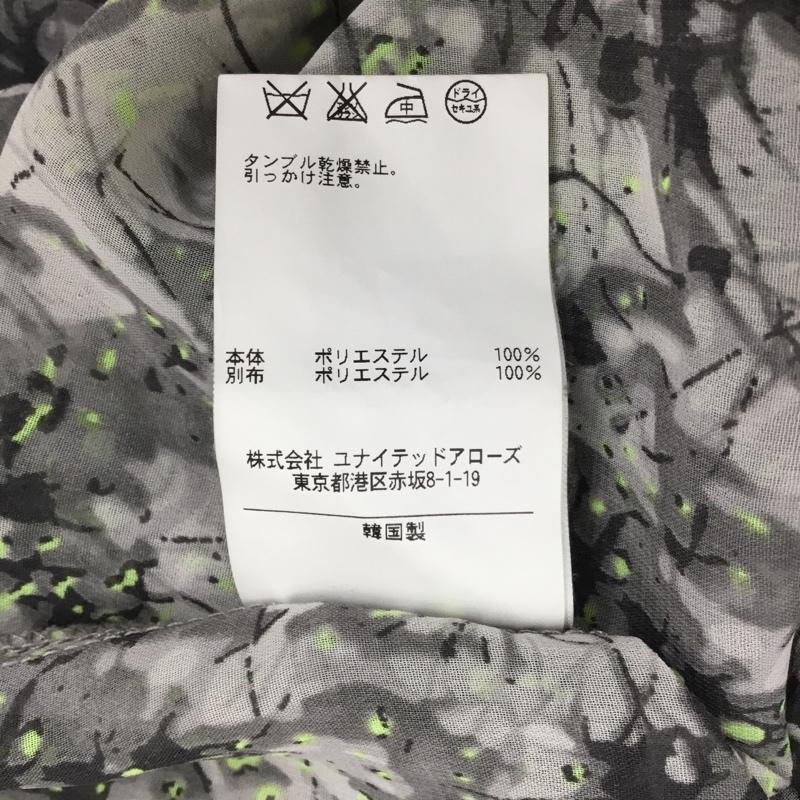 中
ドライ
セキユ系
タンブル乾燥禁止。
引っかけ注意。
本体 ポリエステル 100%
別布 ポリエステル 100%
株式会社 ユナイテッドアローズ
東京都港区赤坂8-1-19
韓国製